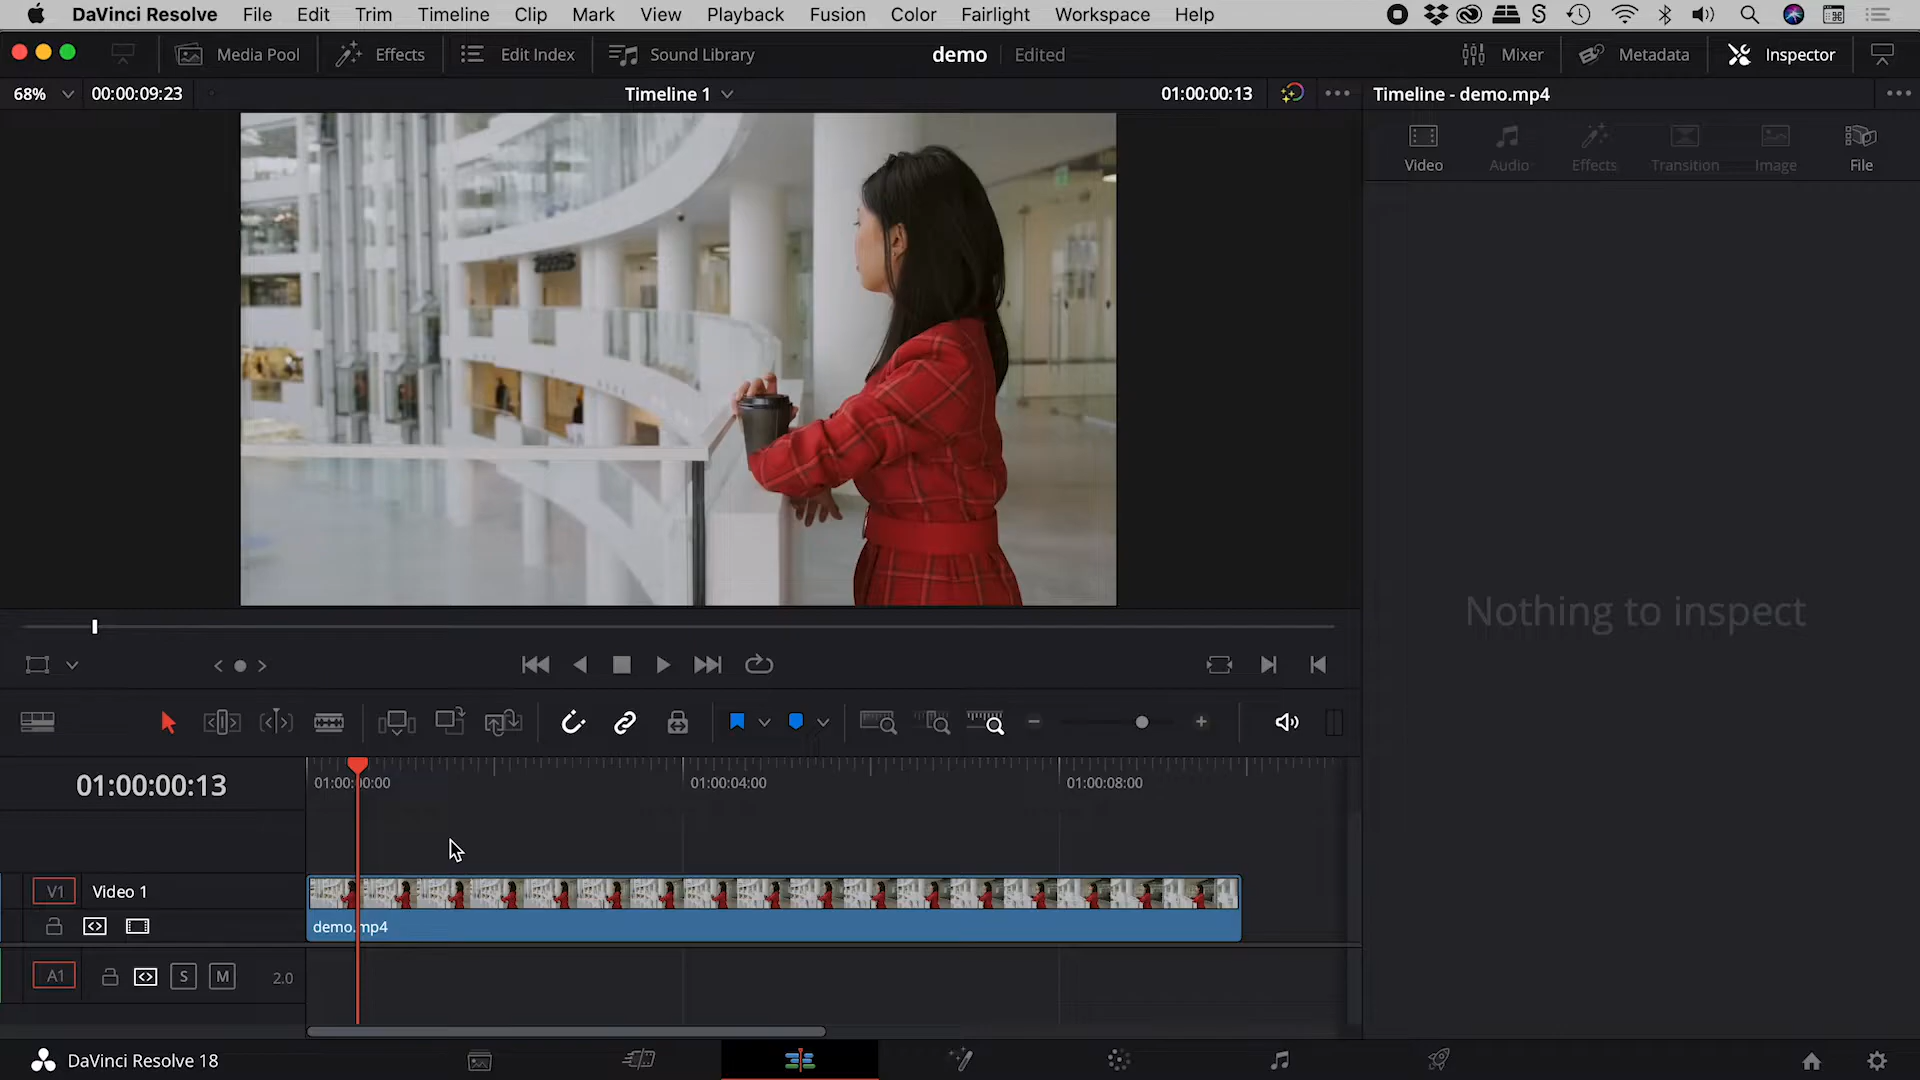 DaVinci Resolve File Edit Trim Timeline Clip Mark View Playback Fusion Color Fairlight Workspace Help
Media Pool Effects Edit Index Sound Library demo Edited Mixer Metadata Inspector
68% 00:00:09:23 Timeline 1 01:00:00:13 Timeline - demo.mp4
Video Audio Effects Transition Image File
Nothing to inspect
01:00:00:13 01:00:00:00 01:00:04:00 01:00:08:00
V1 Video 1
demo.mp4
A1 S M 2.0
DaVinci Resolve 18